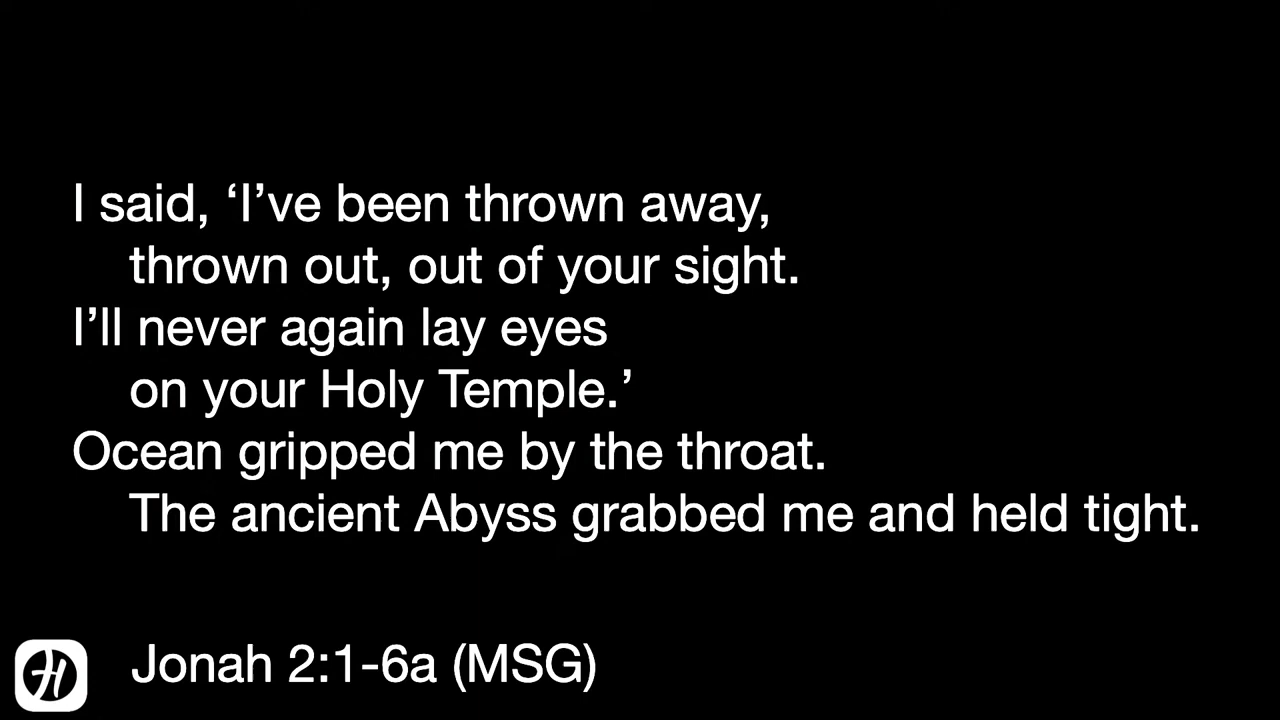 I said, ‘I’ve been thrown away,
thrown out, out of your sight.
I’ll never again lay eyes
on your Holy Temple.’
Ocean gripped me by the throat.
The ancient Abyss grabbed me and held tight.
H Jonah 2:1-6a (MSG)